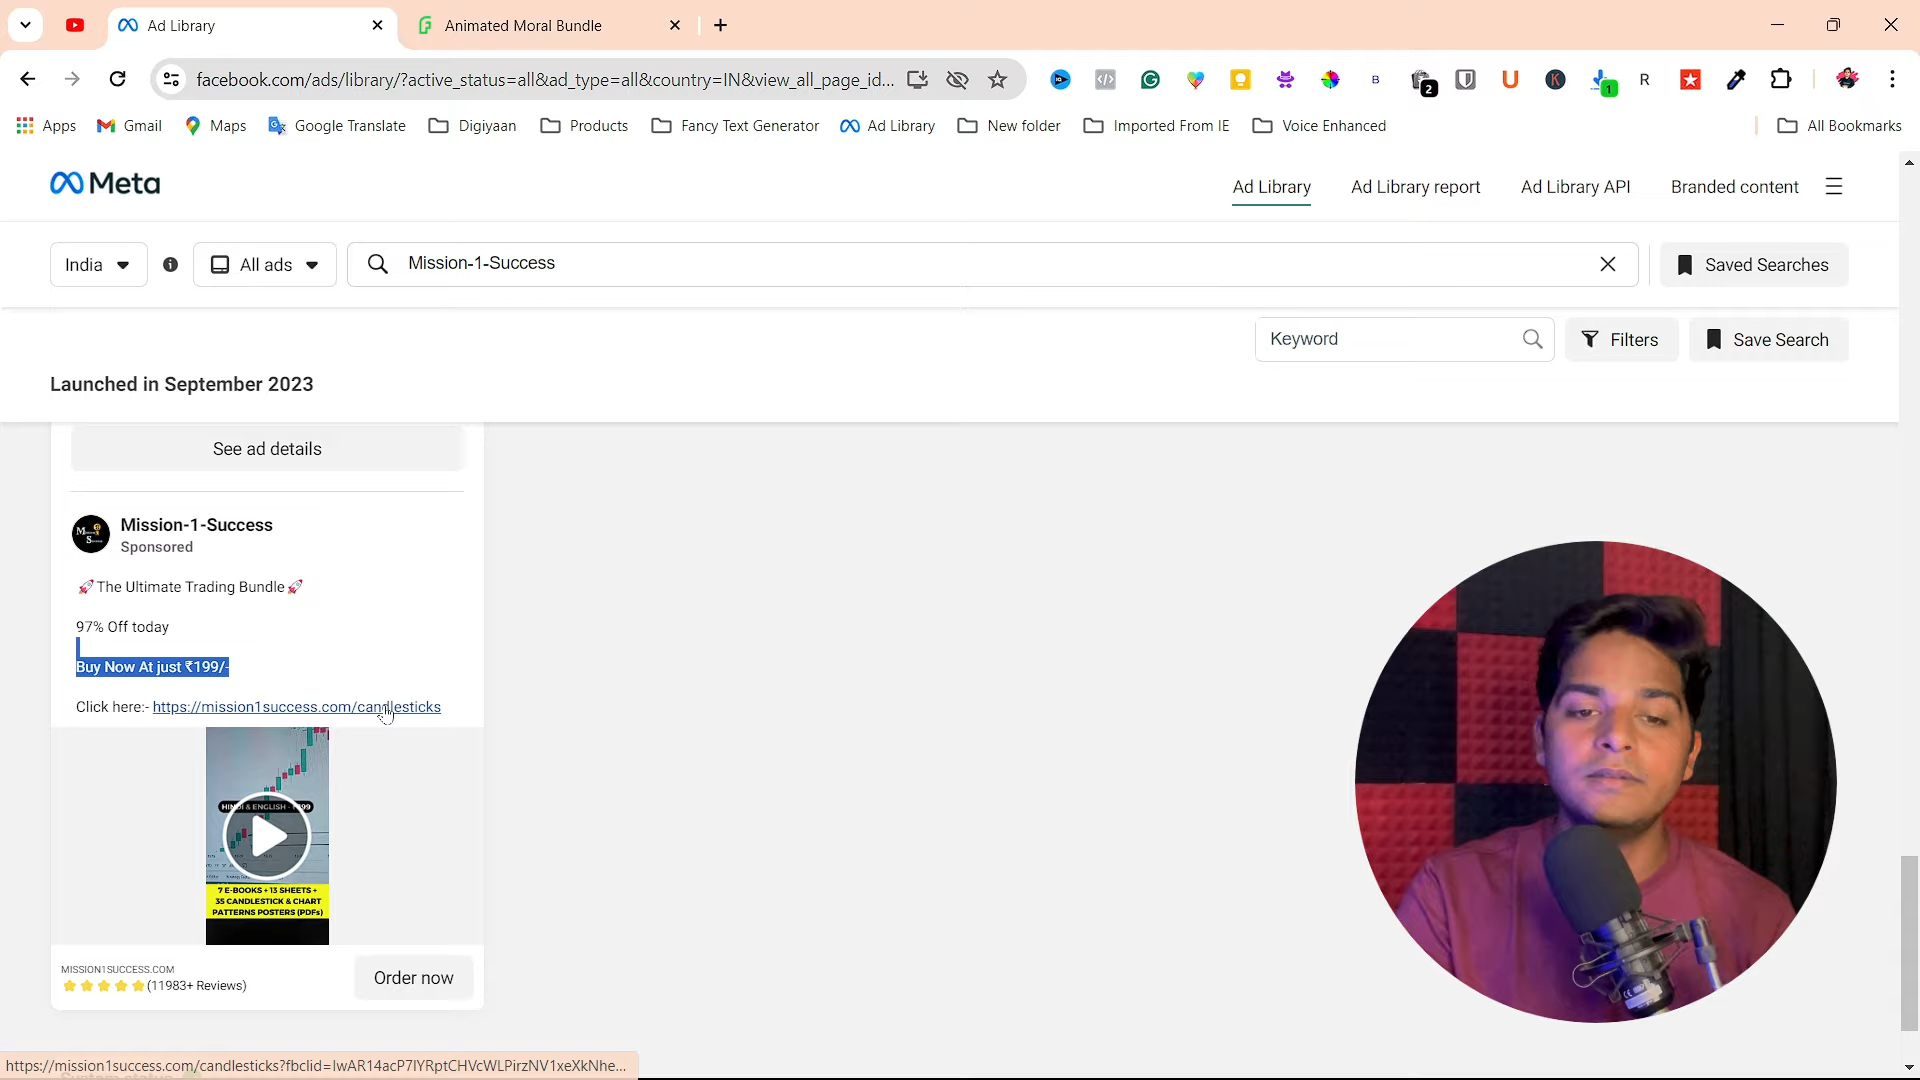 Ad Library
Animated Moral Bundle
facebook.com/ads/library/?active_status=all&ad_type=all&country=IN&view_all_page_id...
Apps
Gmail
Maps
Google Translate
Digiyaan
Products
Fancy Text Generator
Ad Library
New folder
Imported From IE
Voice Enhanced
All Bookmarks
Meta
Ad Library
Ad Library report
Ad Library API
Branded content
India
All ads
Mission-1-Success
Saved Searches
Keyword
Filters
Save Search
Launched in September 2023
See ad details
Mission-1-Success
Sponsored
🚀The Ultimate Trading Bundle🚀
97% Off today
Buy Now At just ₹199/-
Click here:- https://mission1success.com/candlesticks
HINDI & ENGLISH -
7 E-BOOKS + 13 SHEETS +
35 CANDLESTICK & CHART
PATTERNS POSTERS (PDFs)
MISSION1SUCCESS.COM
(11983+ Reviews)
Order now
https://mission1success.com/candlesticks?fbclid=IwAR14acP7IYRptCHVcWLPirzNV1xeXkNhe...